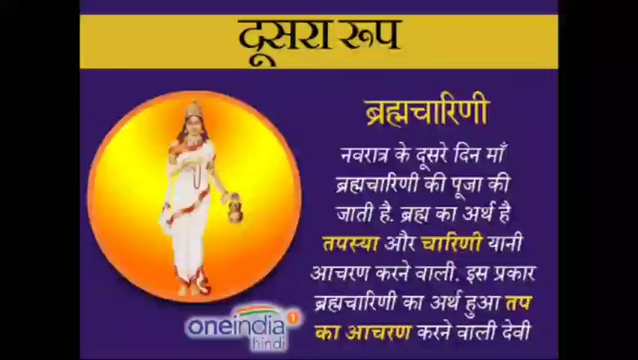 दूसरा रूप
ब्रह्मचारिणी
नवरात्र के दूसरे दिन माँ
ब्रह्मचारिणी की पूजा की
जाती है. ब्रह्म का अर्थ है
तपस्या और चारिणी यानी
आचरण करने वाली. इस प्रकार
ब्रह्मचारिणी का अर्थ हुआ तप
का आचरण करने वाली देवी
oneindia
हिन्दी